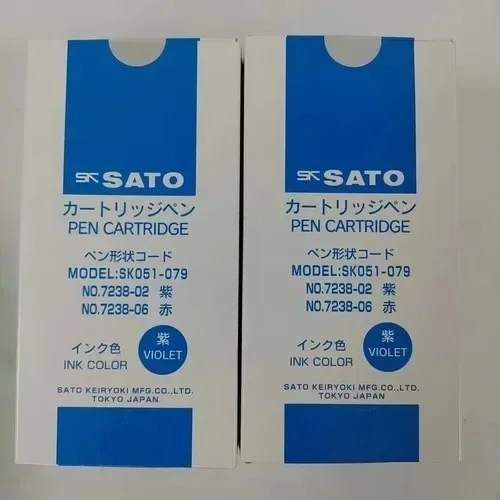 SK SATO
カートリッジペン
PEN CARTRIDGE
ペン形状コード
MODEL:SK051-079
NO.7238-02 紫
NO.7238-06 赤
インク色
INK COLOR
紫
VIOLET
SATO KEIRYOKI MFG.CO.,LTD.
TOKYO JAPAN
SK SATO
カートリッジペン
PEN CARTRIDGE
ペン形状コード
MODEL:SK051-079
NO.7238-02 紫
NO.7238-06 赤
インク色
INK COLOR
紫
VIOLET
SATO KEIRYOKI MFG.CO.,LTD.
TOKYO JAPAN